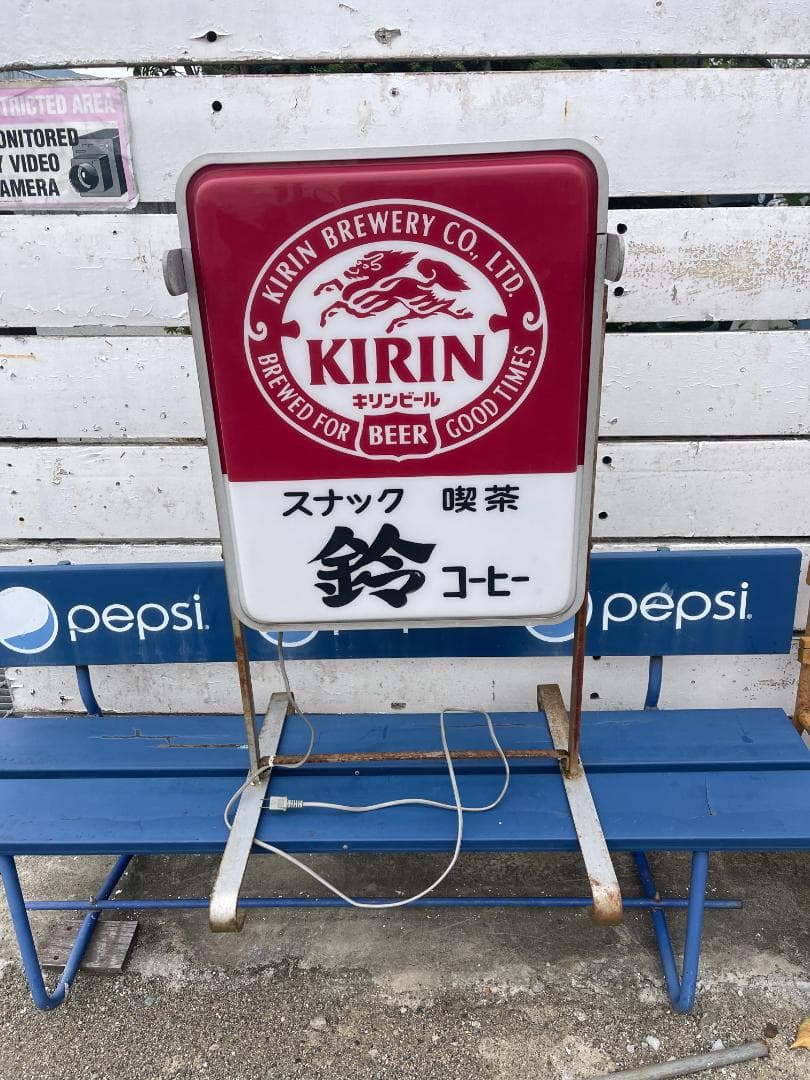 TRICTED AREA
ONITORED
Y VIDEO
AMERA
KIRIN BREWERY CO., LTD.
KIRIN
キリンビール
BREWED FOR GOOD TIMES
BEER
スナック 喫茶
鈴 コーヒー
pepsi
pepsi